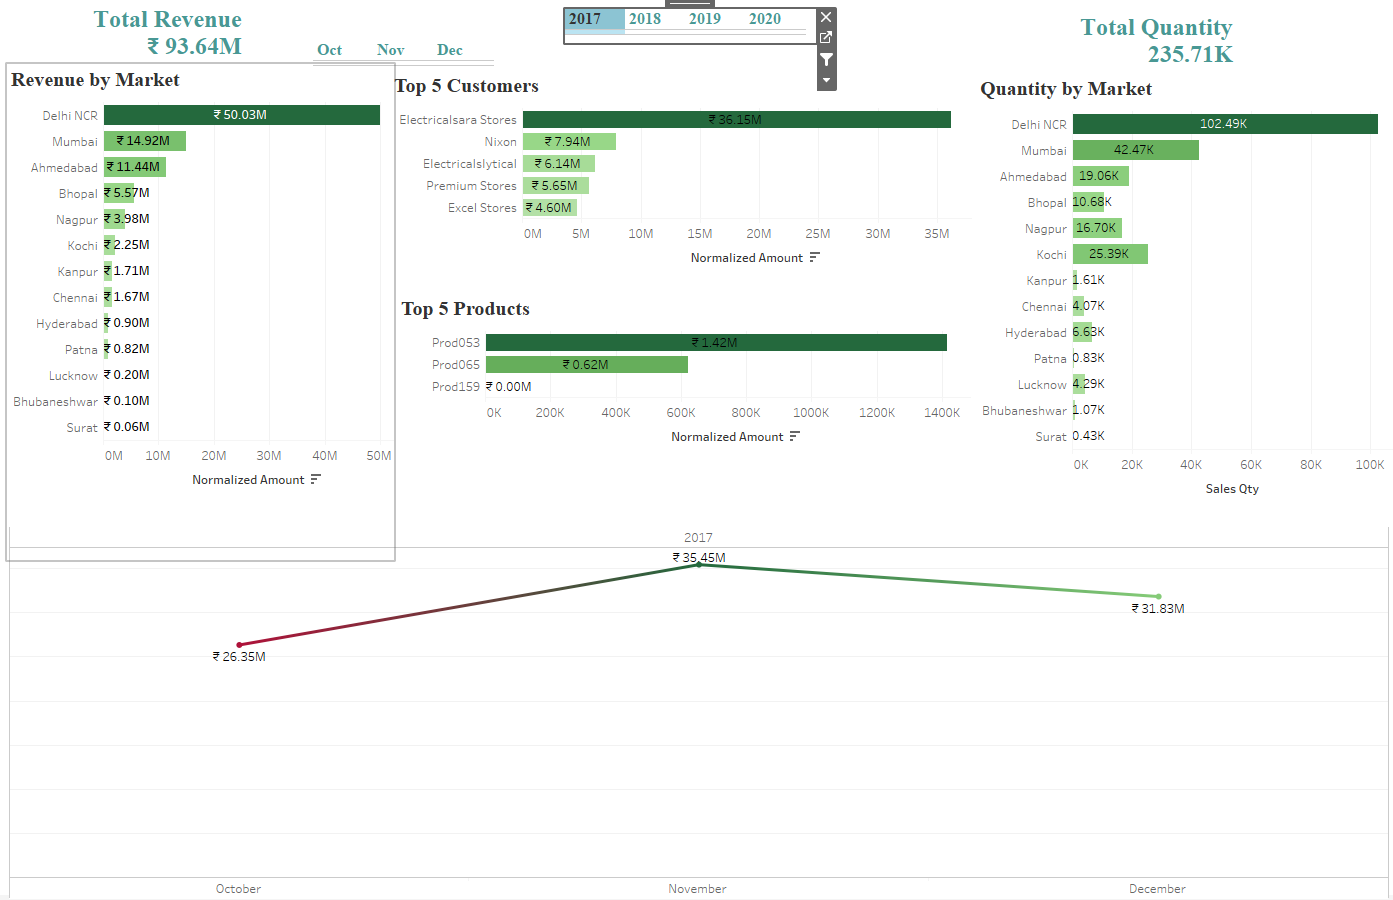 Total Revenue
₹ 93.64M
Oct Nov Dec
2017 2018 2019 2020
Total Quantity
235.71K
Revenue by Market
Delhi NCR ₹ 50.03M
Mumbai ₹ 14.92M
Ahmedabad ₹ 11.44M
Bhopal ₹ 5.57M
Nagpur ₹ 3.98M
Kochi ₹ 2.25M
Kanpur ₹ 1.71M
Chennai ₹ 1.67M
Hyderabad ₹ 0.90M
Patna ₹ 0.82M
Lucknow ₹ 0.20M
Bhubaneshwar ₹ 0.10M
Surat ₹ 0.06M
0M 10M 20M 30M 40M 50M
Normalized Amount
Top 5 Customers
Electricalsara Stores ₹ 36.15M
Nixon ₹ 7.94M
Electricalslytical ₹ 6.14M
Premium Stores ₹ 5.65M
Excel Stores ₹ 4.60M
0M 5M 10M 15M 20M 25M 30M 35M
Normalized Amount
Top 5 Products
Prod053 ₹ 1.42M
Prod065 ₹ 0.62M
Prod159 ₹ 0.00M
0K 200K 400K 600K 800K 1000K 1200K 1400K
Normalized Amount
Quantity by Market
Delhi NCR 102.49K
Mumbai 42.47K
Ahmedabad 19.06K
Bhopal 10.68K
Nagpur 16.70K
Kochi 25.39K
Kanpur 1.61K
Chennai 4.07K
Hyderabad 6.63K
Patna 0.83K
Lucknow 4.29K
Bhubaneshwar 1.07K
Surat 0.43K
0K 20K 40K 60K 80K 100K
Sales Qty
2017
₹ 35.45M
₹ 31.83M
₹ 26.35M
October November December